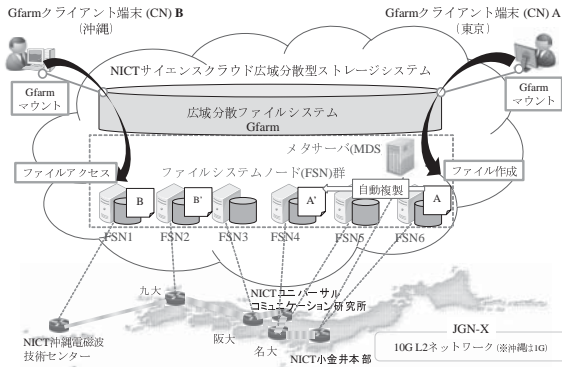 Gfarmクライアント端末 (CN) B
（沖縄）
Gfarmクライアント端末 (CN) A
（東京）
NICTサイエンスクラウド広域分散型ストレージシステム
Gfarm
マウント
Gfarm
マウント
広域分散ファイルシステム
Gfarm
メタサーバ(MDS
ファイルアクセス
ファイルシステムノード(FSN)群
ファイル作成
自動複製
B
B'
A'
A
FSN1
FSN2
FSN3
FSN4
FSN5
FSN6
九大
NICTユニバーサル
コミュニケーション研究所
NICT沖縄電磁波
技術センター
阪大
名大
NICT小金井本部
JGN-X
10G L2ネットワーク (※沖縄は1G)